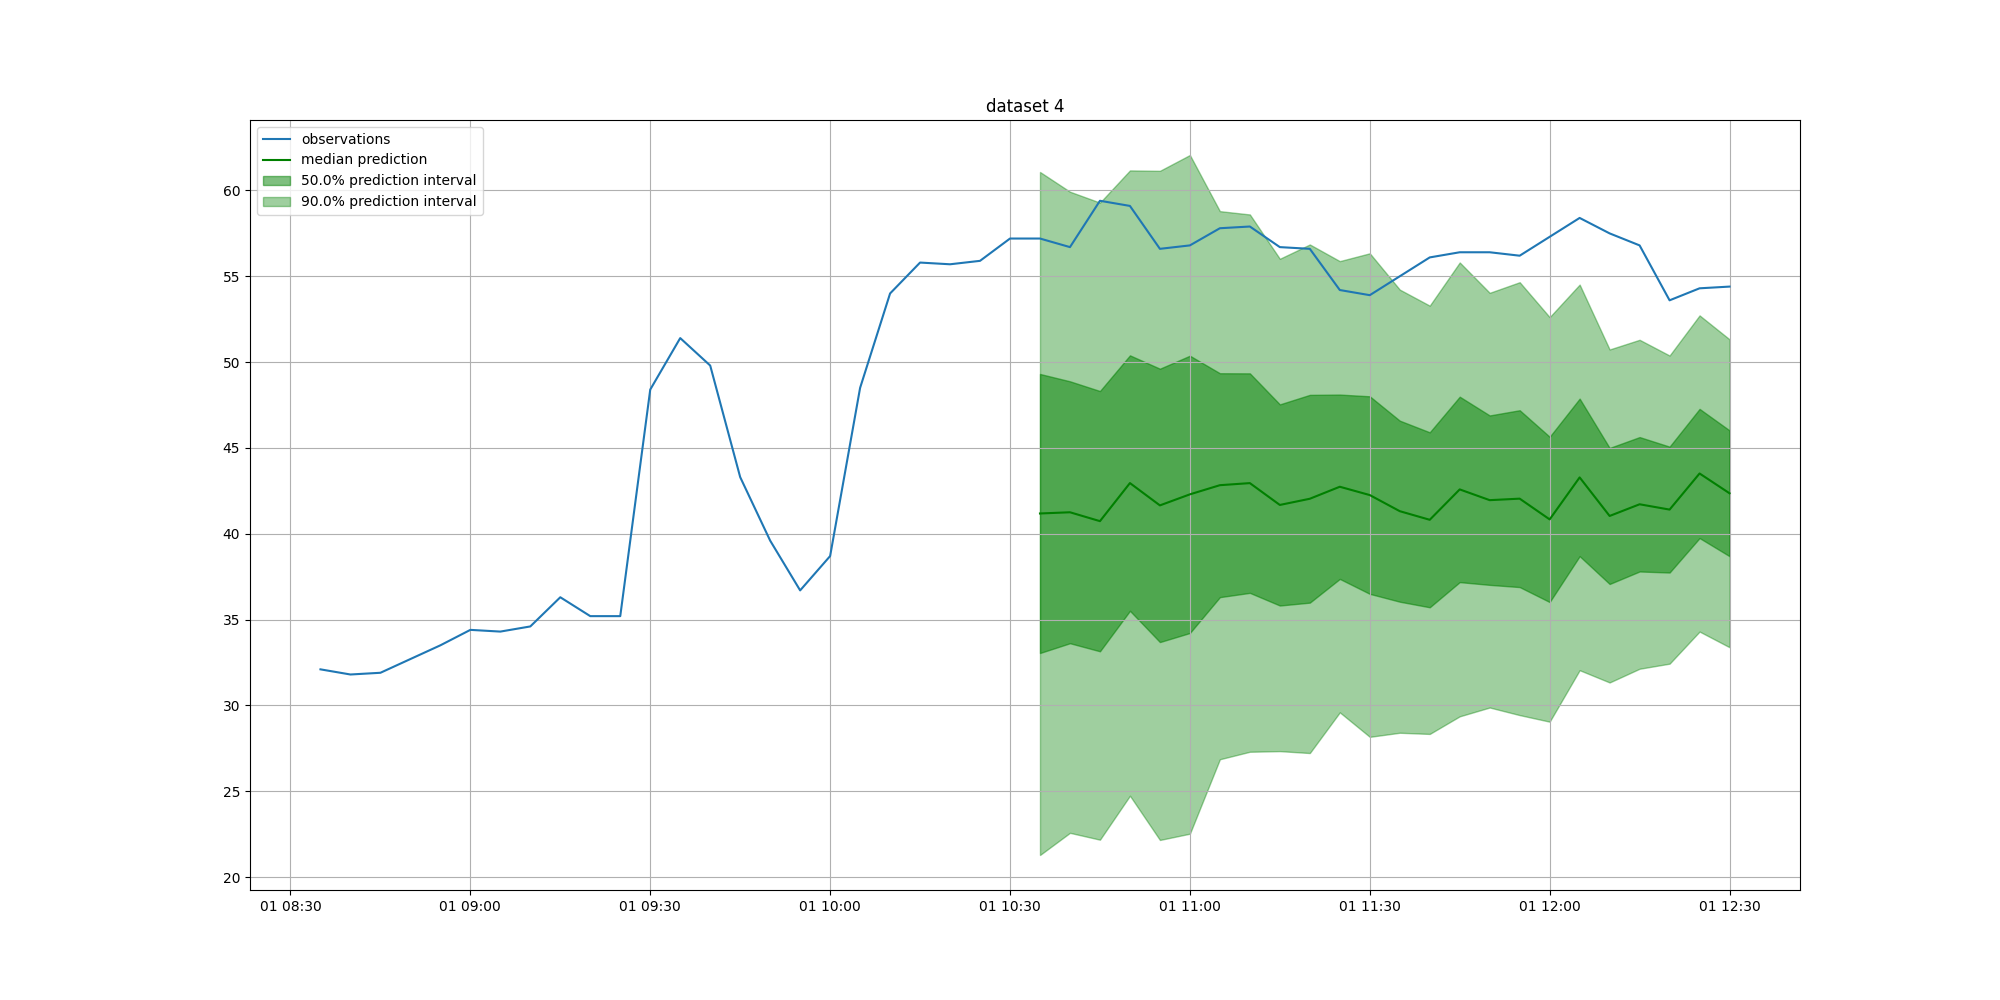 dataset 4
observations
median prediction
50.0% prediction interval
90.0% prediction interval
60
55
50
45
40
35
30
25
20
01 08:30 01 09:00 01 09:30 01 10:00 01 10:30 01 11:00 01 11:30 01 12:00 01 12:30